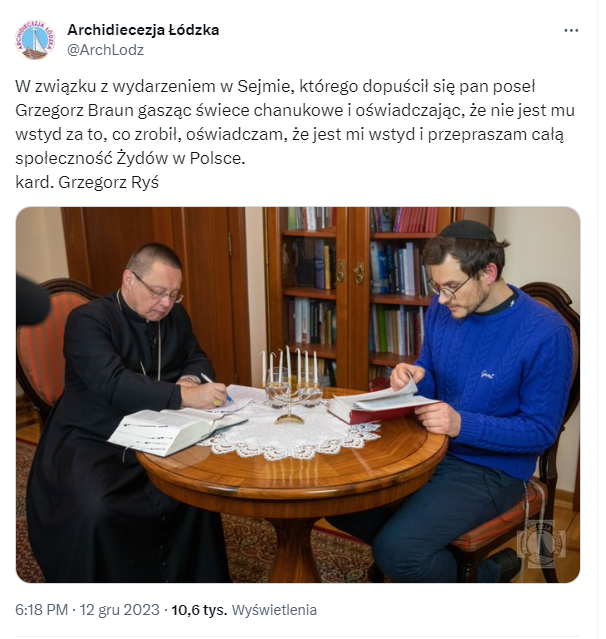 Archidiecezja Łódzka
@ArchLodz
W związku z wydarzeniem w Sejmie, którego dopuścił się pan poseł
Grzegorz Braun gasząc świece chanukowe i oświadczając, że nie jest mu
wstyd za to, co zrobił, oświadczam, że jest mi wstyd i przepraszam całą
społeczność Żydów w Polsce.
kard. Grzegorz Ryś
6:18 PM · 12 gru 2023 · 10,6 tys. Wyświetlenia